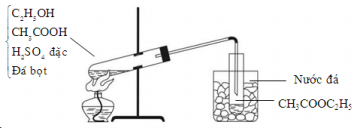 C₂H₅OH
CH₃COOH
H₂SO₄ đặc
Đá bọt
Nước đá
CH₃COOC₂H₅